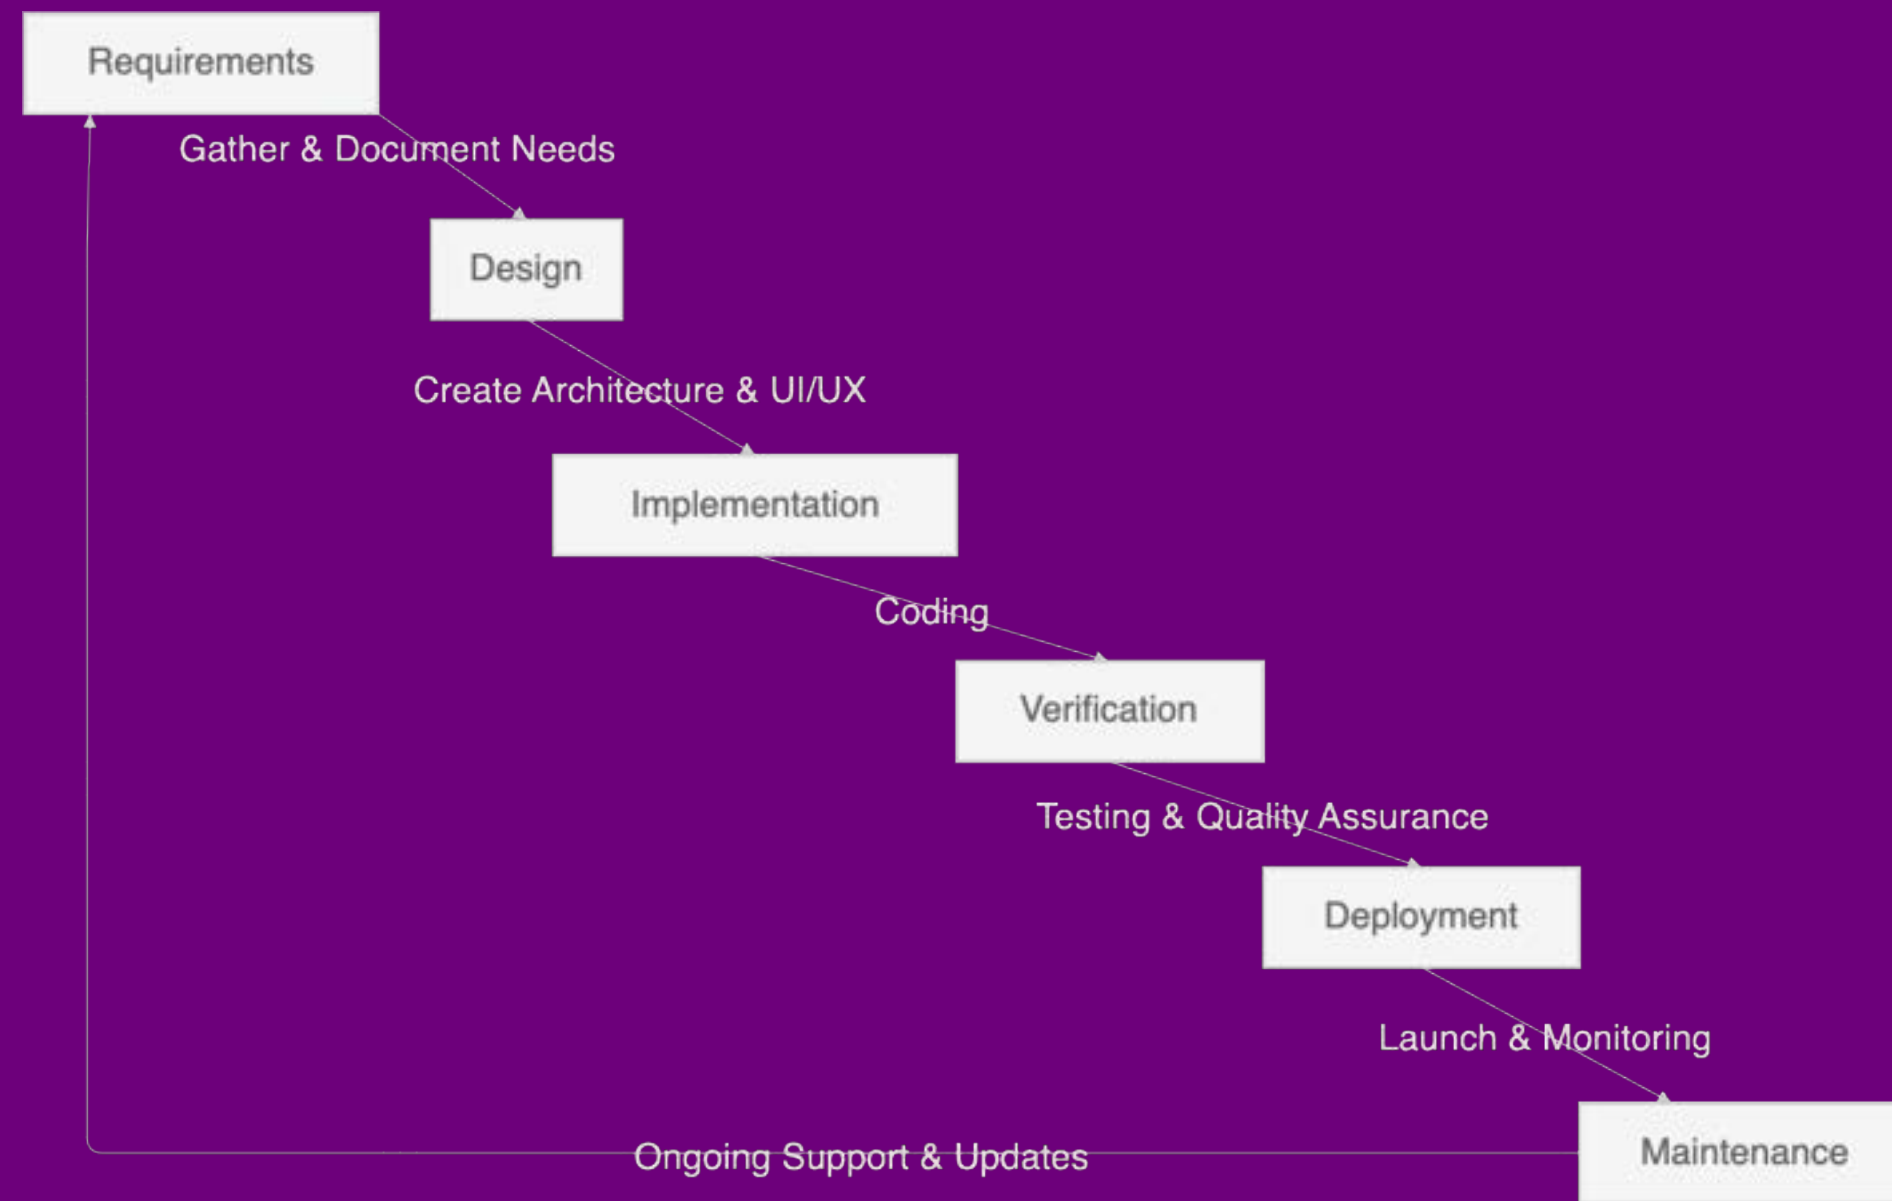 Requirements
Gather & Document Needs
Design
Create Architecture & UI/UX
Implementation
Coding
Verification
Testing & Quality Assurance
Deployment
Launch & Monitoring
Ongoing Support & Updates
Maintenance